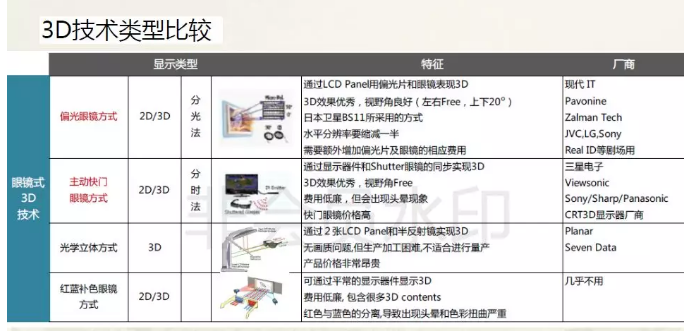 3D技术类型比较
显示类型 特征 厂商
眼镜式
3D
技术
偏光眼镜方式 2D/3D 分光法
通过LCD Panel用偏光片和眼镜表现3D
3D效果优秀，视野角良好（左右Free，上下20°）
日本卫星BS11所采用的方式
水平分辨率要缩减一半
需要额外增加偏光片及眼镜的相应费用
现代 IT
Pavonine
Zalman Tech
JVC,LG,Sony
Real ID等剧场用
主动快门
眼镜方式
2D/3D 分时法
通过显示器件和Shutter眼镜的同步实现3D
3D效果优秀，视野角Free
费用低廉，但会出现头晕现象
快门眼镜价格高
三星电子
Viewsonic
Sony/Sharp/Panasonic
CRT3D显示器厂商
光学立体方式 3D
通过２张LCD Panel和半反射镜实现3D
无画质问题,但生产加工困难,不适合进行量产
产品价格非常昂贵
Planar
Seven Data
红蓝补色眼镜
方式
2D/3D
可通过平常的显示器件显示3D
费用低廉, 包含很多3D contents
红色与蓝色的分离,导致出现头晕和色彩扭曲严重
几乎不用